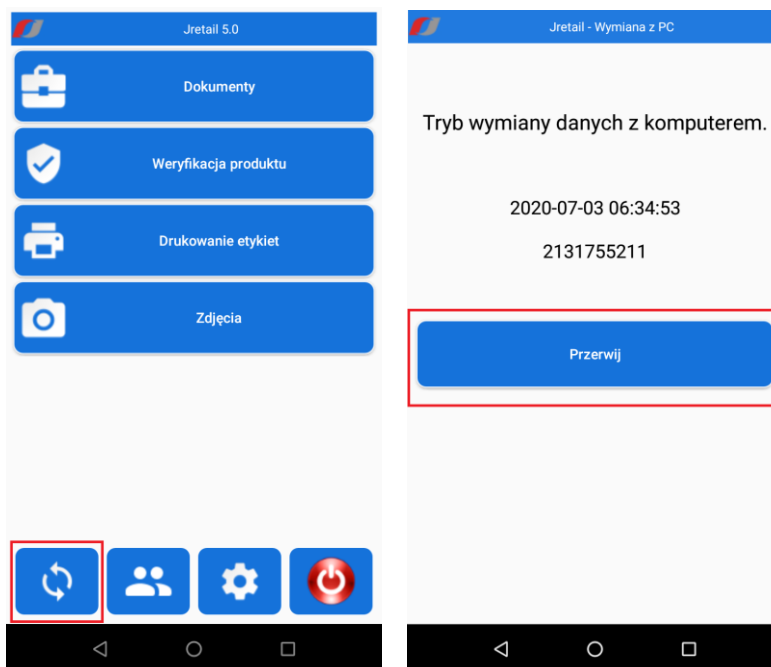 Jretail 5.0
Dokumenty
Weryfikacja produktu
Drukowanie etykiet
Zdjęcia
Jretail - Wymiana z PC
Tryb wymiany danych z komputerem.
2020-07-03 06:34:53
2131755211
Przerwij